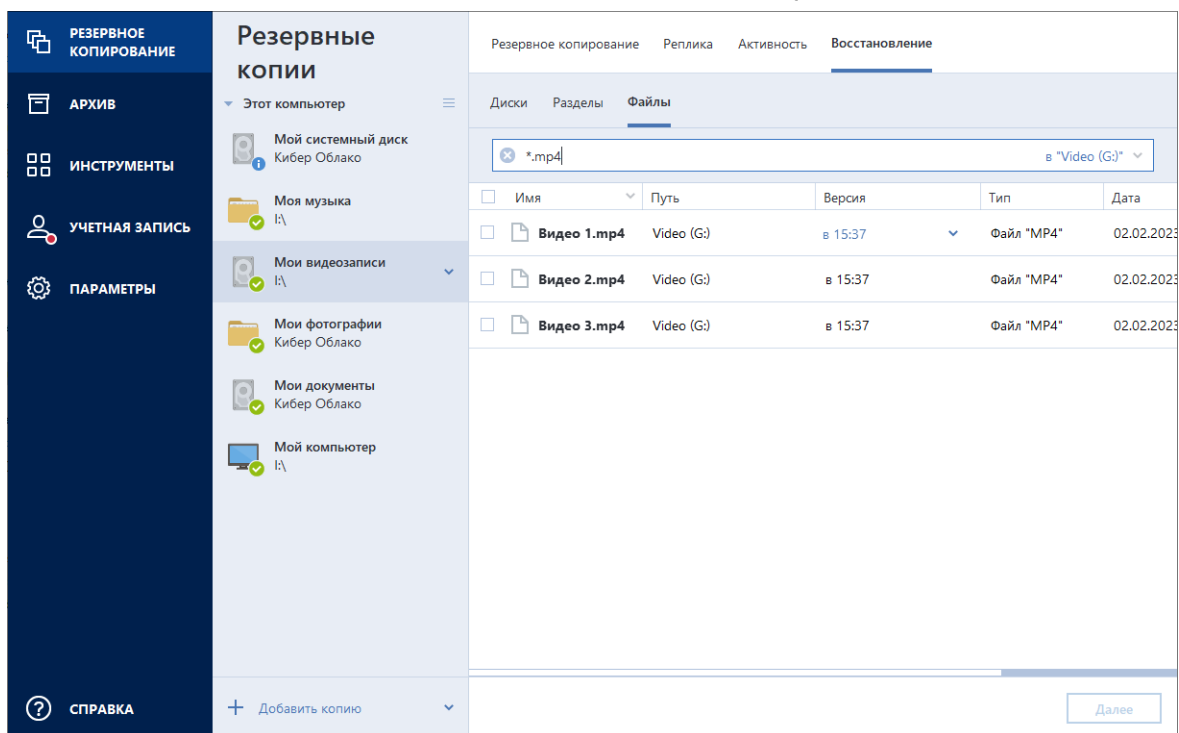 РЕЗЕРВНОЕ
КОПИРОВАНИЕ
АРХИВ
ИНСТРУМЕНТЫ
УЧЕТНАЯ ЗАПИСЬ
ПАРАМЕТРЫ
? СПРАВКА
Резервные
копии
Этот компьютер
Мой системный диск
Кибер Облако
Моя музыка
I:\
Мои видеозаписи
I:\
Мои фотографии
Кибер Облако
Мои документы
Кибер Облако
Мой компьютер
I:\
+ Добавить копию
Резервное копирование Реплика Активность Восстановление
Диски Разделы Файлы
*.mp4 в "Video (G:)"
Имя Путь Версия Тип Дата
Видео 1.mp4 Video (G:) в 15:37 Файл "MP4" 02.02.2023
Видео 2.mp4 Video (G:) в 15:37 Файл "MP4" 02.02.2023
Видео 3.mp4 Video (G:) в 15:37 Файл "MP4" 02.02.2023
Далее